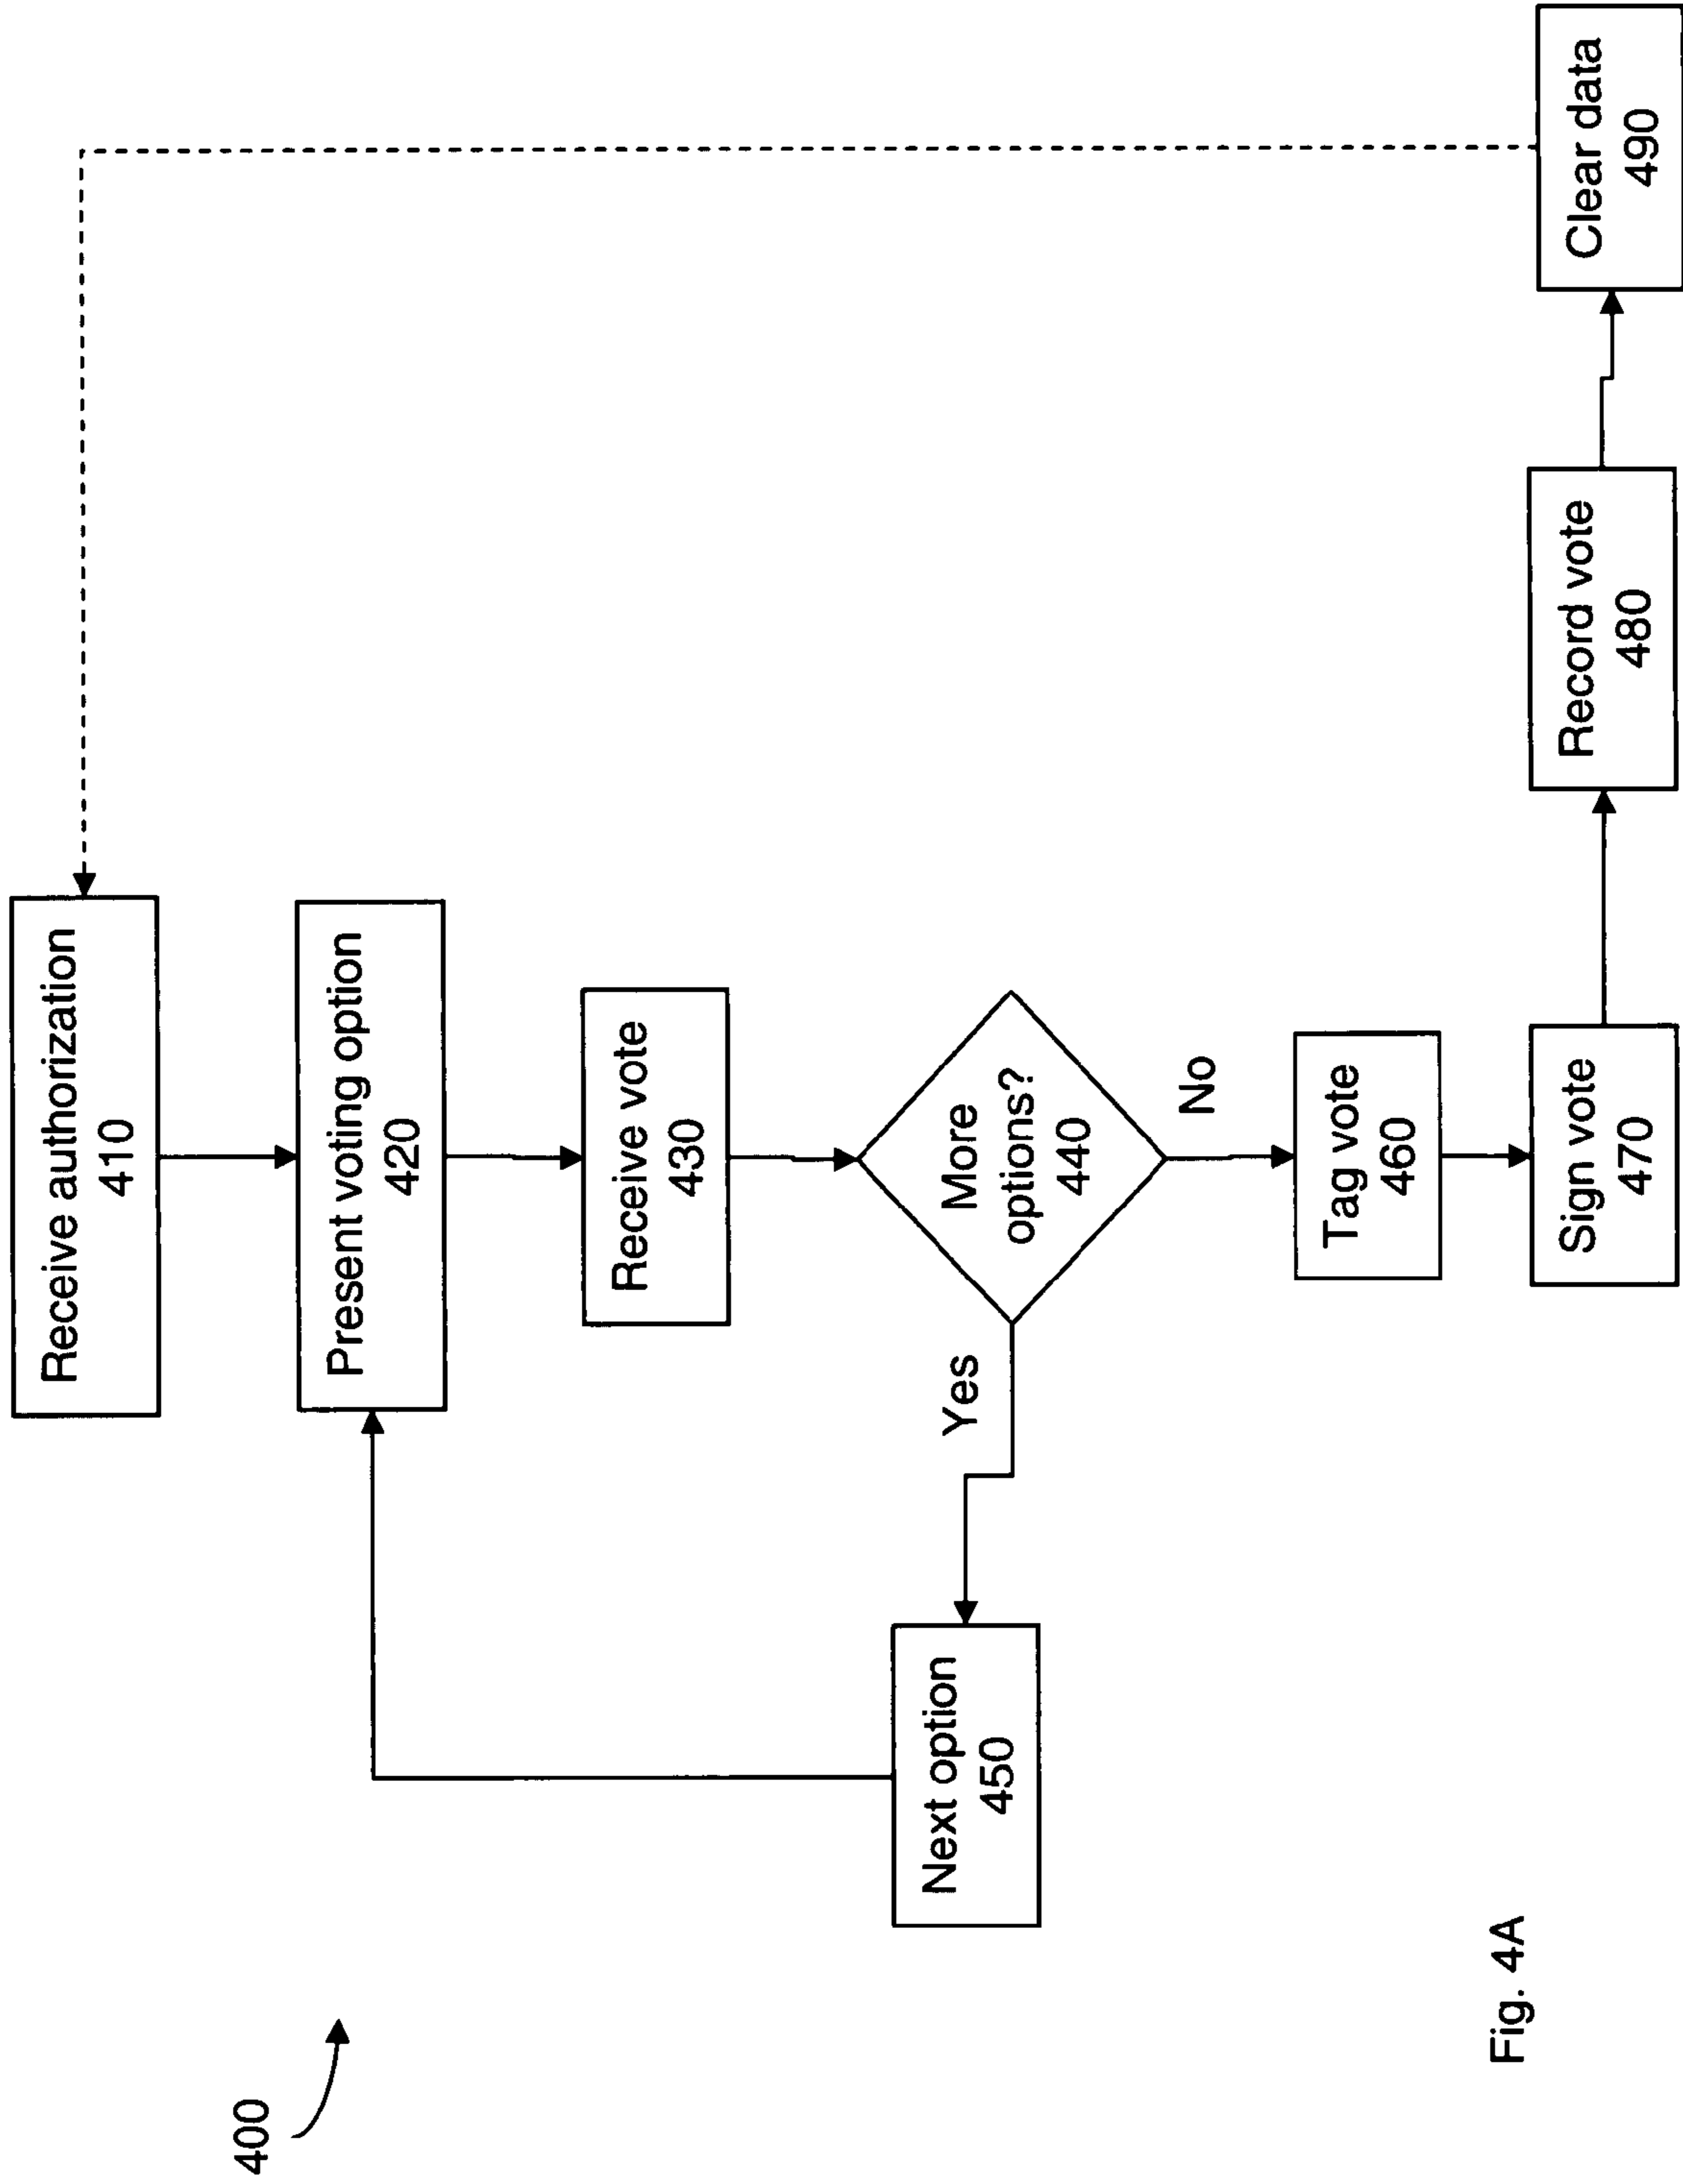 400
Receive authorization
410
Present voting option
420
Receive vote
430
More
options?
440
Yes
No
Next option
450
Tag vote
460
Sign vote
470
Record vote
480
Clear data
490
Fig. 4A